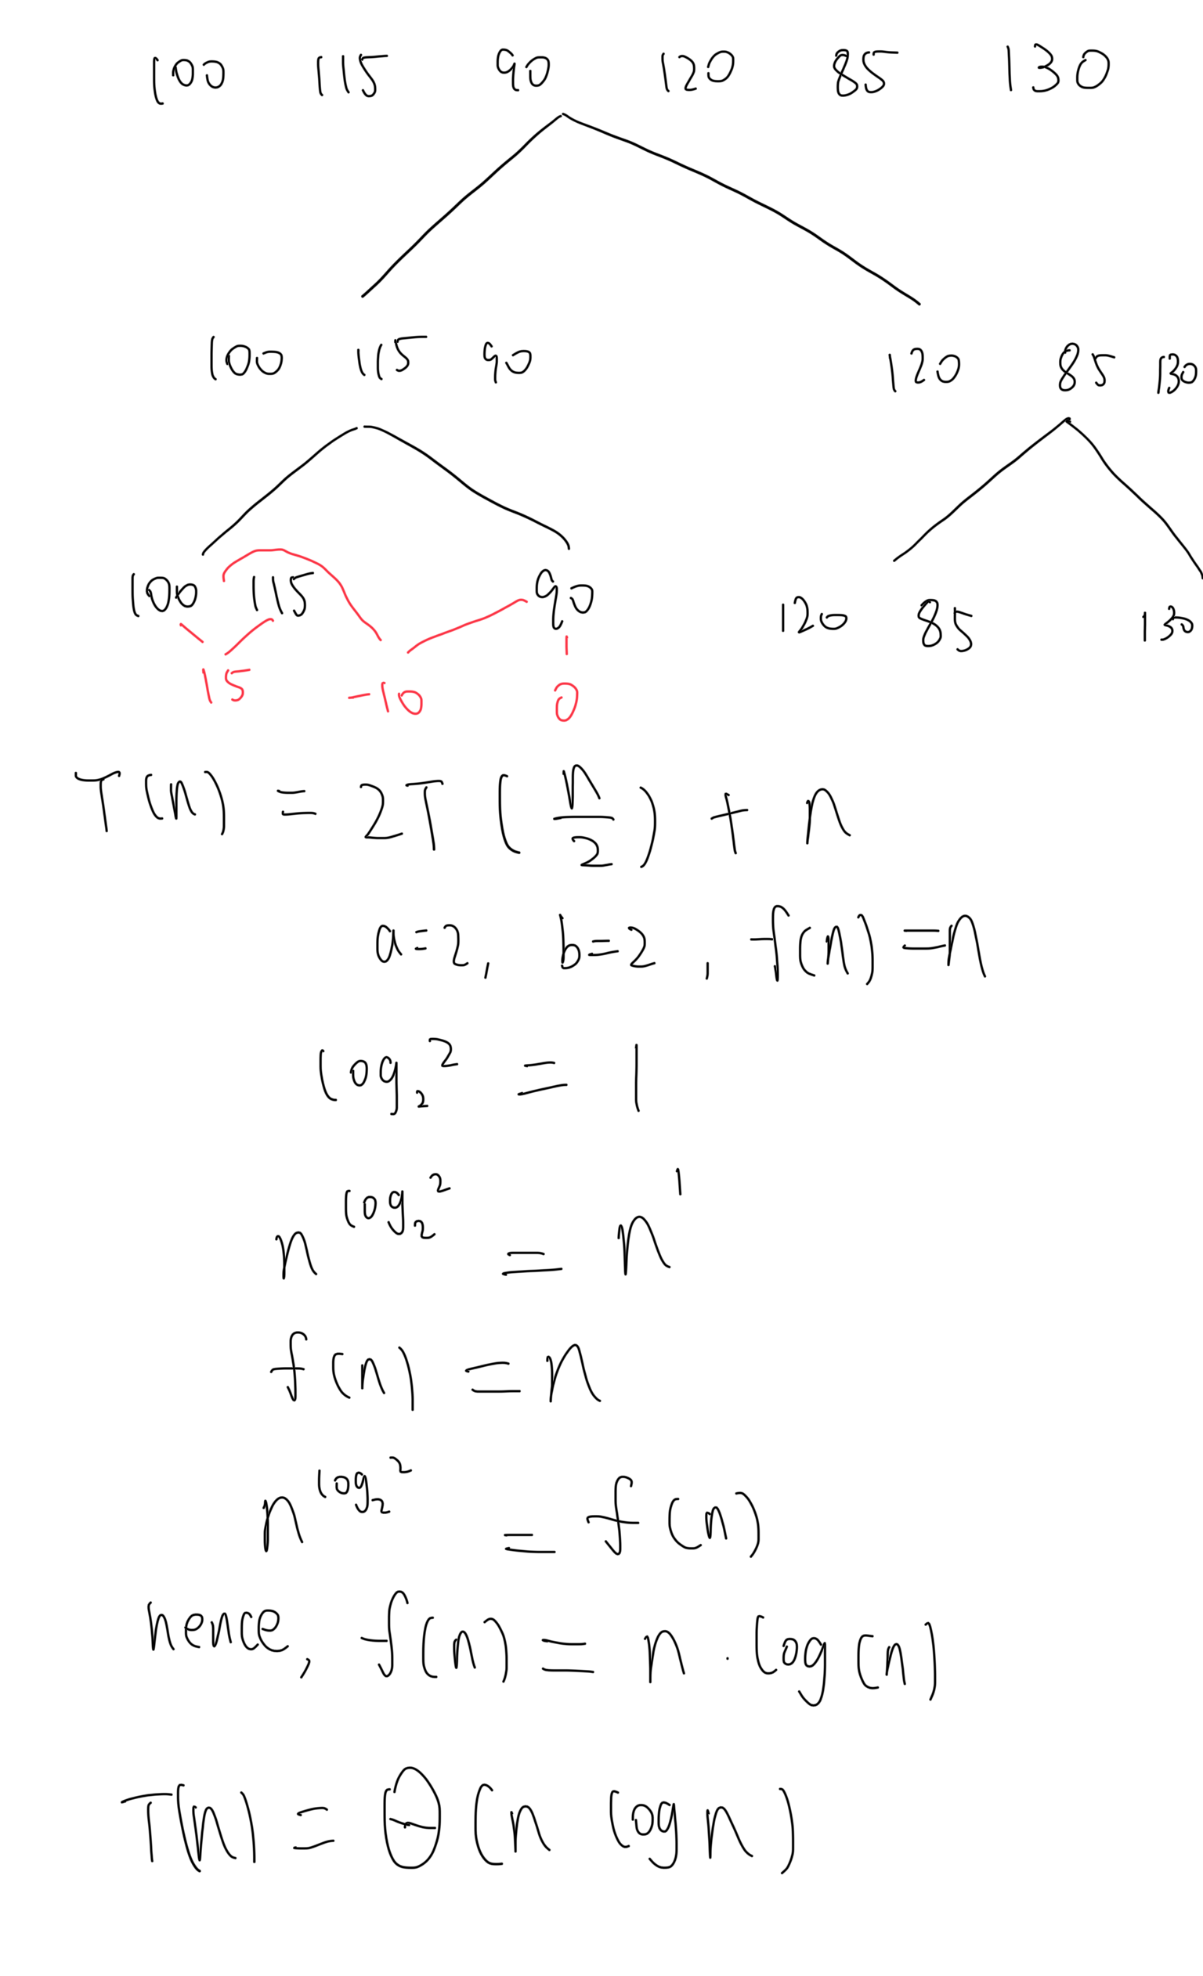 100 115 90 120 85 130
100 115 90 120 85 130
100 115 90 120 85 130
15 -10 0
T(n) = 2T(n/2) + n
a=2, b=2, f(n)=n
log₂² = 1
n^log₂² = n¹
f(n) = n
n^log₂² = f(n)
hence, f(n) = n · log(n)
T(n) = Θ(n log n)